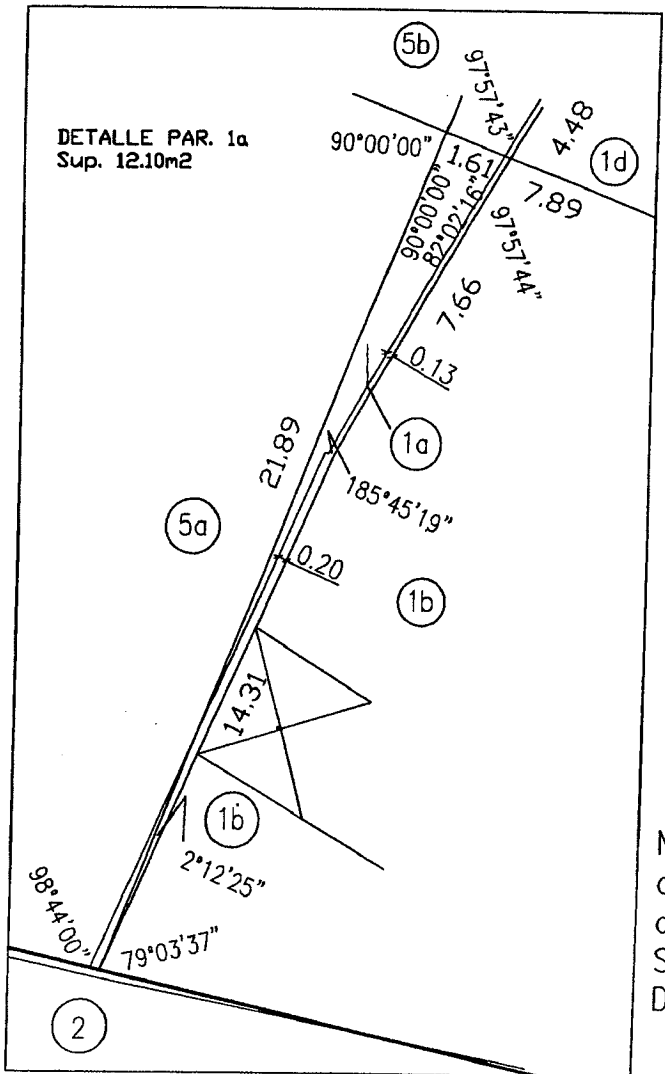 5b
97°57'43"
4.48
DETALLE PAR. 1a
Sup. 12.10m2
90°00'00"
1.61
1d
7.89
90°00'00"
82°02'16"
97°57'44"
7.66
0.13
1a
21.89
185°45'19"
5a
0.20
1b
14.31
1b
2°12'25"
98°44'00"
79°03'37"
2